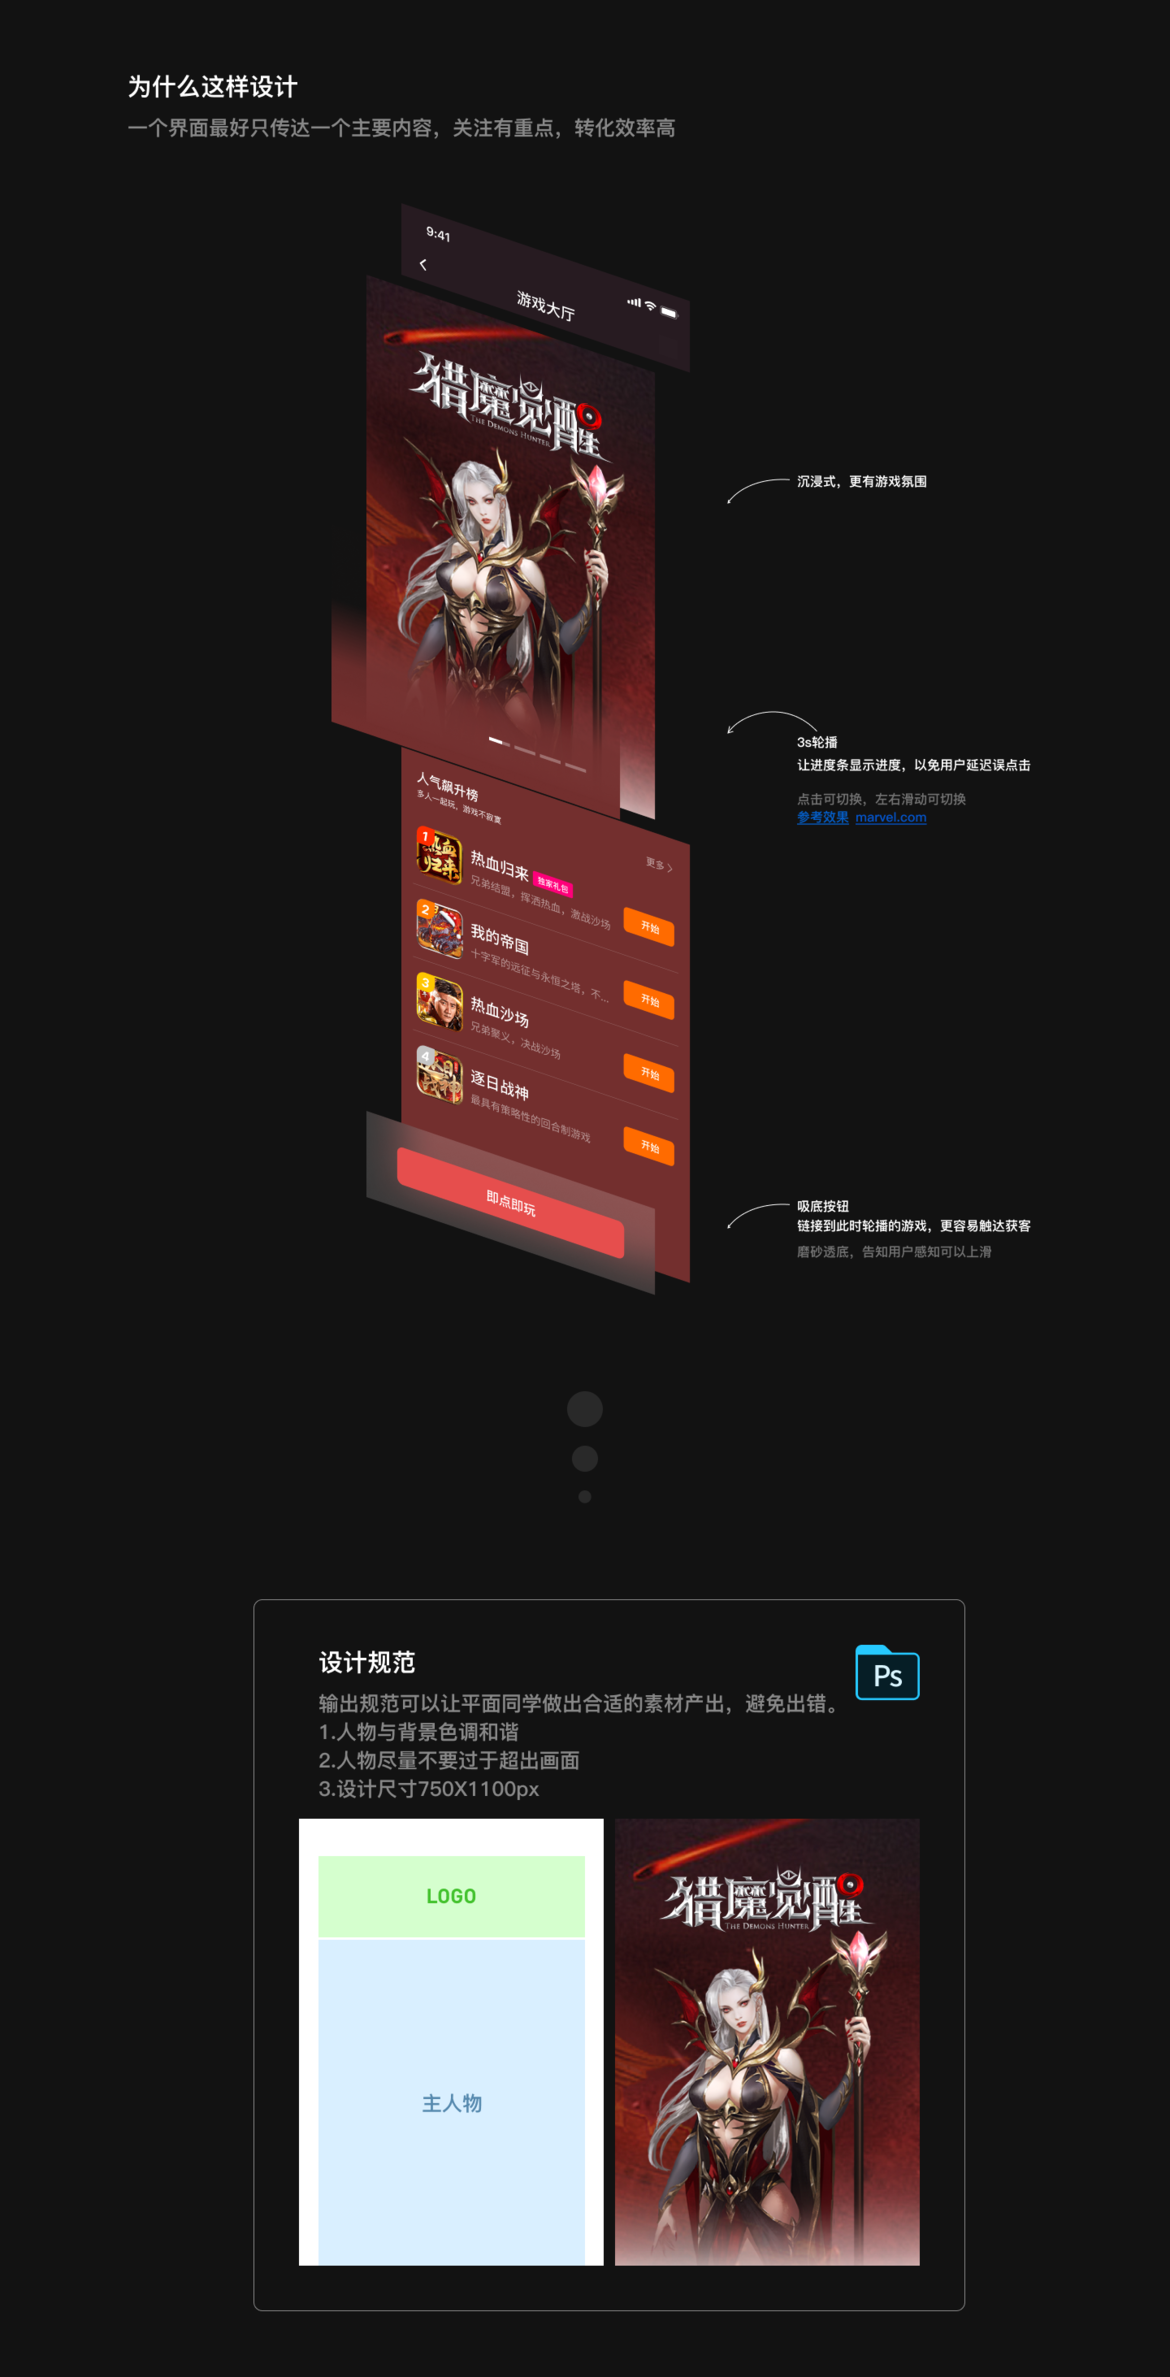 为什么这样设计
一个界面最好只传达一个主要内容，关注有重点，转化效率高
9:41
游戏大厅
猎魔觉醒
THE DEMONS HUNTER
沉浸式，更有游戏氛围
3s轮播
让进度条显示进度，以免用户延迟误点击
点击可切换，左右滑动可切换
参考效果 marvel.com
人气飙升榜
多人一起玩，游戏不寂寞
更多
1
热血归来
热血归来 独家礼包
兄弟结盟，挥洒热血，激战沙场
开始
2
我的帝国
十字军的远征与永恒之塔，不...
开始
3
热血沙场
兄弟聚义，决战沙场
开始
4
逐日战神
最具有策略性的回合制游戏
开始
即点即玩
吸底按钮
链接到此时轮播的游戏，更容易触达获客
磨砂透底，告知用户感知可以上滑
设计规范
Ps
输出规范可以让平面同学做出合适的素材产出，避免出错。
1.人物与背景色调和谐
2.人物尽量不要过于超出画面
3.设计尺寸750X1100px
LOGO
主人物
猎魔觉醒
THE DEMONS HUNTER